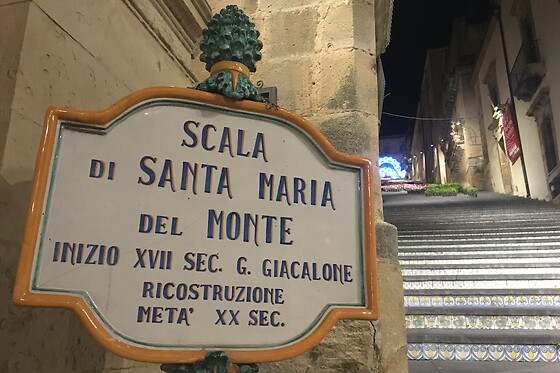 SCALA
DI SANTA MARIA
DEL MONTE
INIZIO XVII SEC. G. GIACALONE
RICOSTRUZIONE
META' XX SEC.